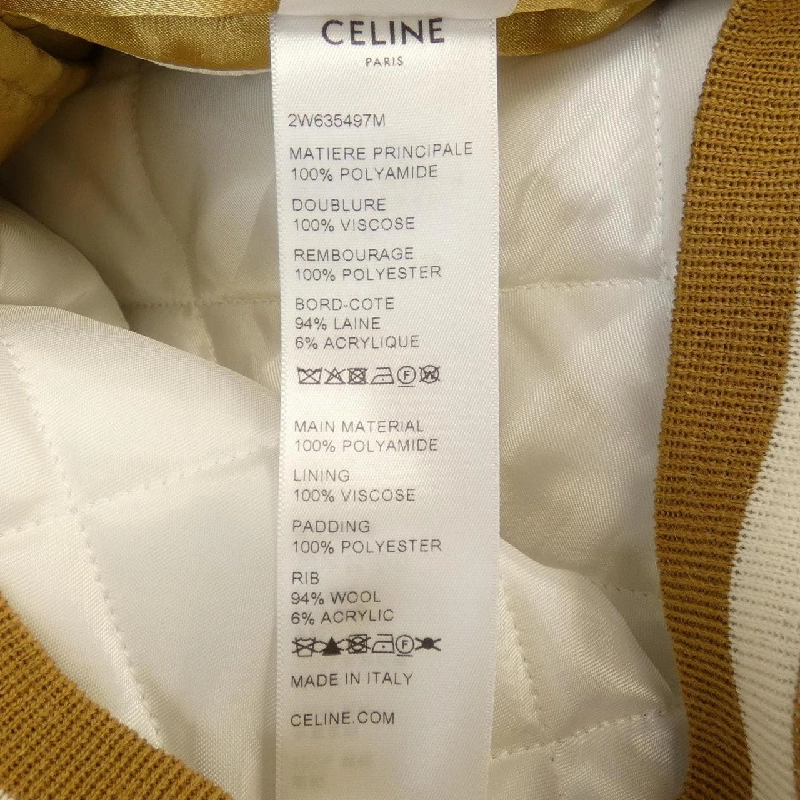 CELINE
PARIS
2W635497M
MATIERE PRINCIPALE
100% POLYAMIDE
DOUBLURE
100% VISCOSE
REMBOURAGE
100% POLYESTER
BORD-COTE
94% LAINE
6% ACRYLIQUE
MAIN MATERIAL
100% POLYAMIDE
LINING
100% VISCOSE
PADDING
100% POLYESTER
RIB
94% WOOL
6% ACRYLIC
MADE IN ITALY
CELINE.COM